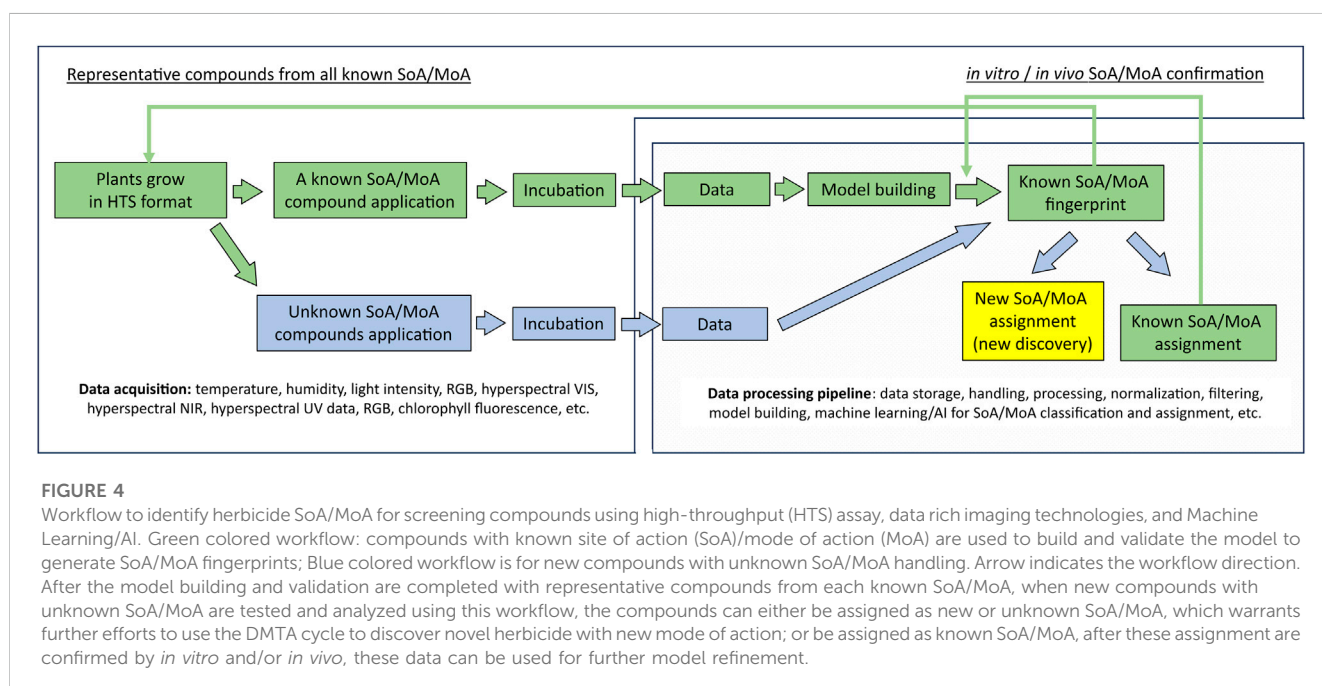 Representative compounds from all known SoA/MoA
in vitro / in vivo SoA/MoA confirmation
Plants grow
in HTS format
A known SoA/MoA
compound application
Incubation
Data
Model building
Known SoA/MoA
fingerprint
Unknown SoA/MoA
compounds application
Incubation
Data
New SoA/MoA
assignment
(new discovery)
Known SoA/MoA
assignment
Data acquisition: temperature, humidity, light intensity, RGB, hyperspectral VIS,
hyperspectral NIR, hyperspectral UV data, RGB, chlorophyll fluorescence, etc.
Data processing pipeline: data storage, handling, processing, normalization, filtering,
model building, machine learning/AI for SoA/MoA classification and assignment, etc.
FIGURE 4
Workflow to identify herbicide SoA/MoA for screening compounds using high-throughput (HTS) assay, data rich imaging technologies, and Machine
Learning/AI. Green colored workflow: compounds with known site of action (SoA)/mode of action (MoA) are used to build and validate the model to
generate SoA/MoA fingerprints; Blue colored workflow is for new compounds with unknown SoA/MoA handling. Arrow indicates the workflow direction.
After the model building and validation are completed with representative compounds from each known SoA/MoA, when new compounds with
unknown SoA/MoA are tested and analyzed using this workflow, the compounds can either be assigned as new or unknown SoA/MoA, which warrants
further efforts to use the DMTA cycle to discover novel herbicide with new mode of action; or be assigned as known SoA/MoA, after these assignment are
confirmed by in vitro and/or in vivo, these data can be used for further model refinement.